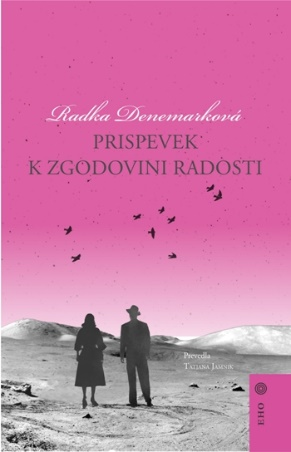 Radka Denemarková
PRISPEVEK
K ZGODOVINI RADOSTI
Prevedla
TATJANA JAMNIK
EHO